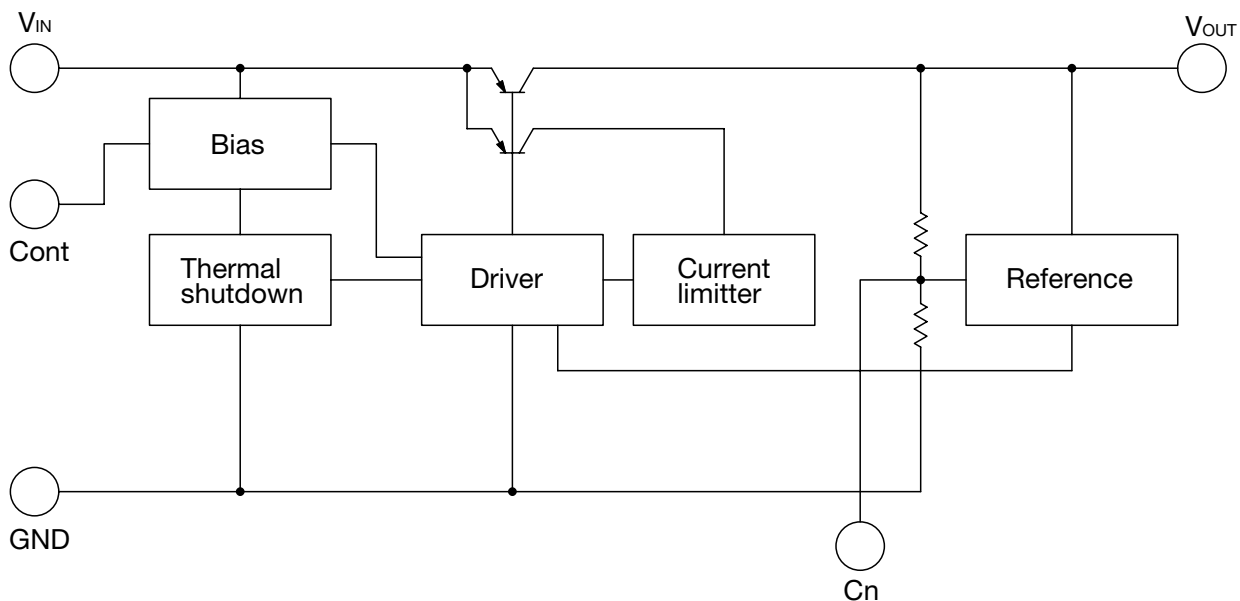 VIN
VOUT
Bias
Cont
Thermal
shutdown
Driver
Current
limitter
Reference
GND
Cn